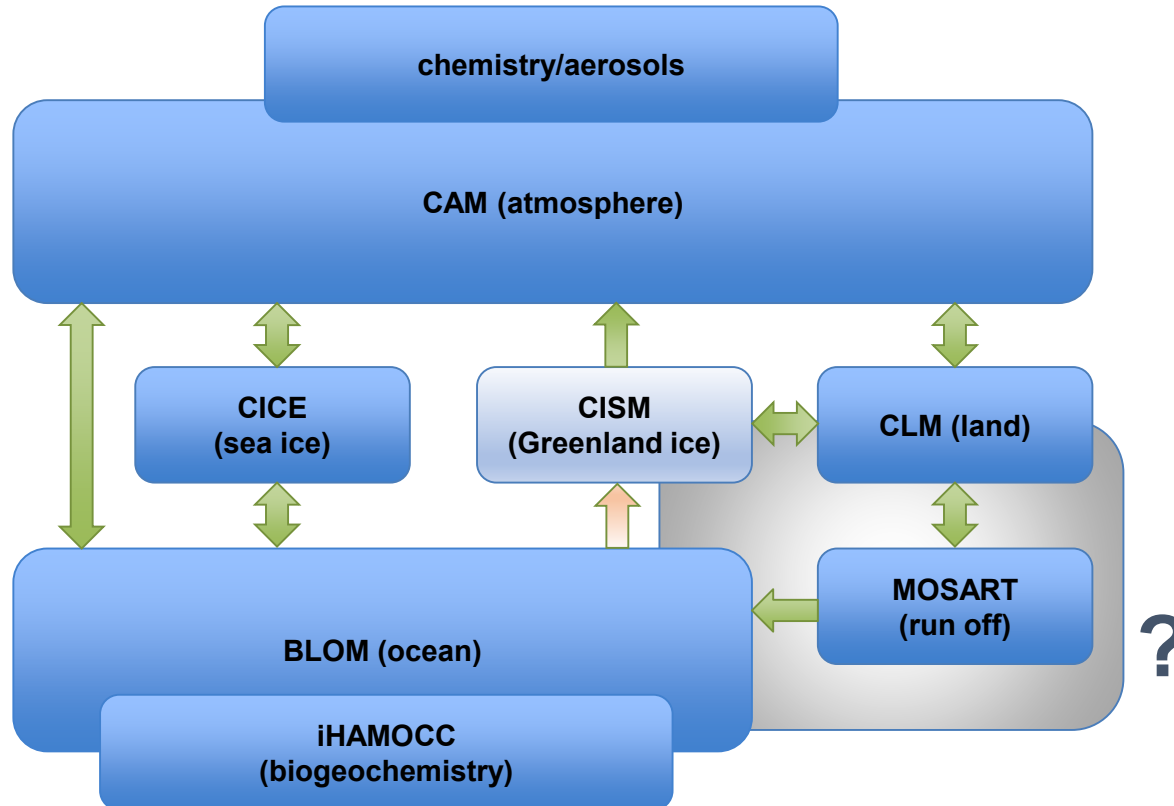 chemistry/aerosols
CAM (atmosphere)
CICE
(sea ice)
CISM
(Greenland ice)
CLM (land)
MOSART
(run off)
?
BLOM (ocean)
iHAMOCC
(biogeochemistry)